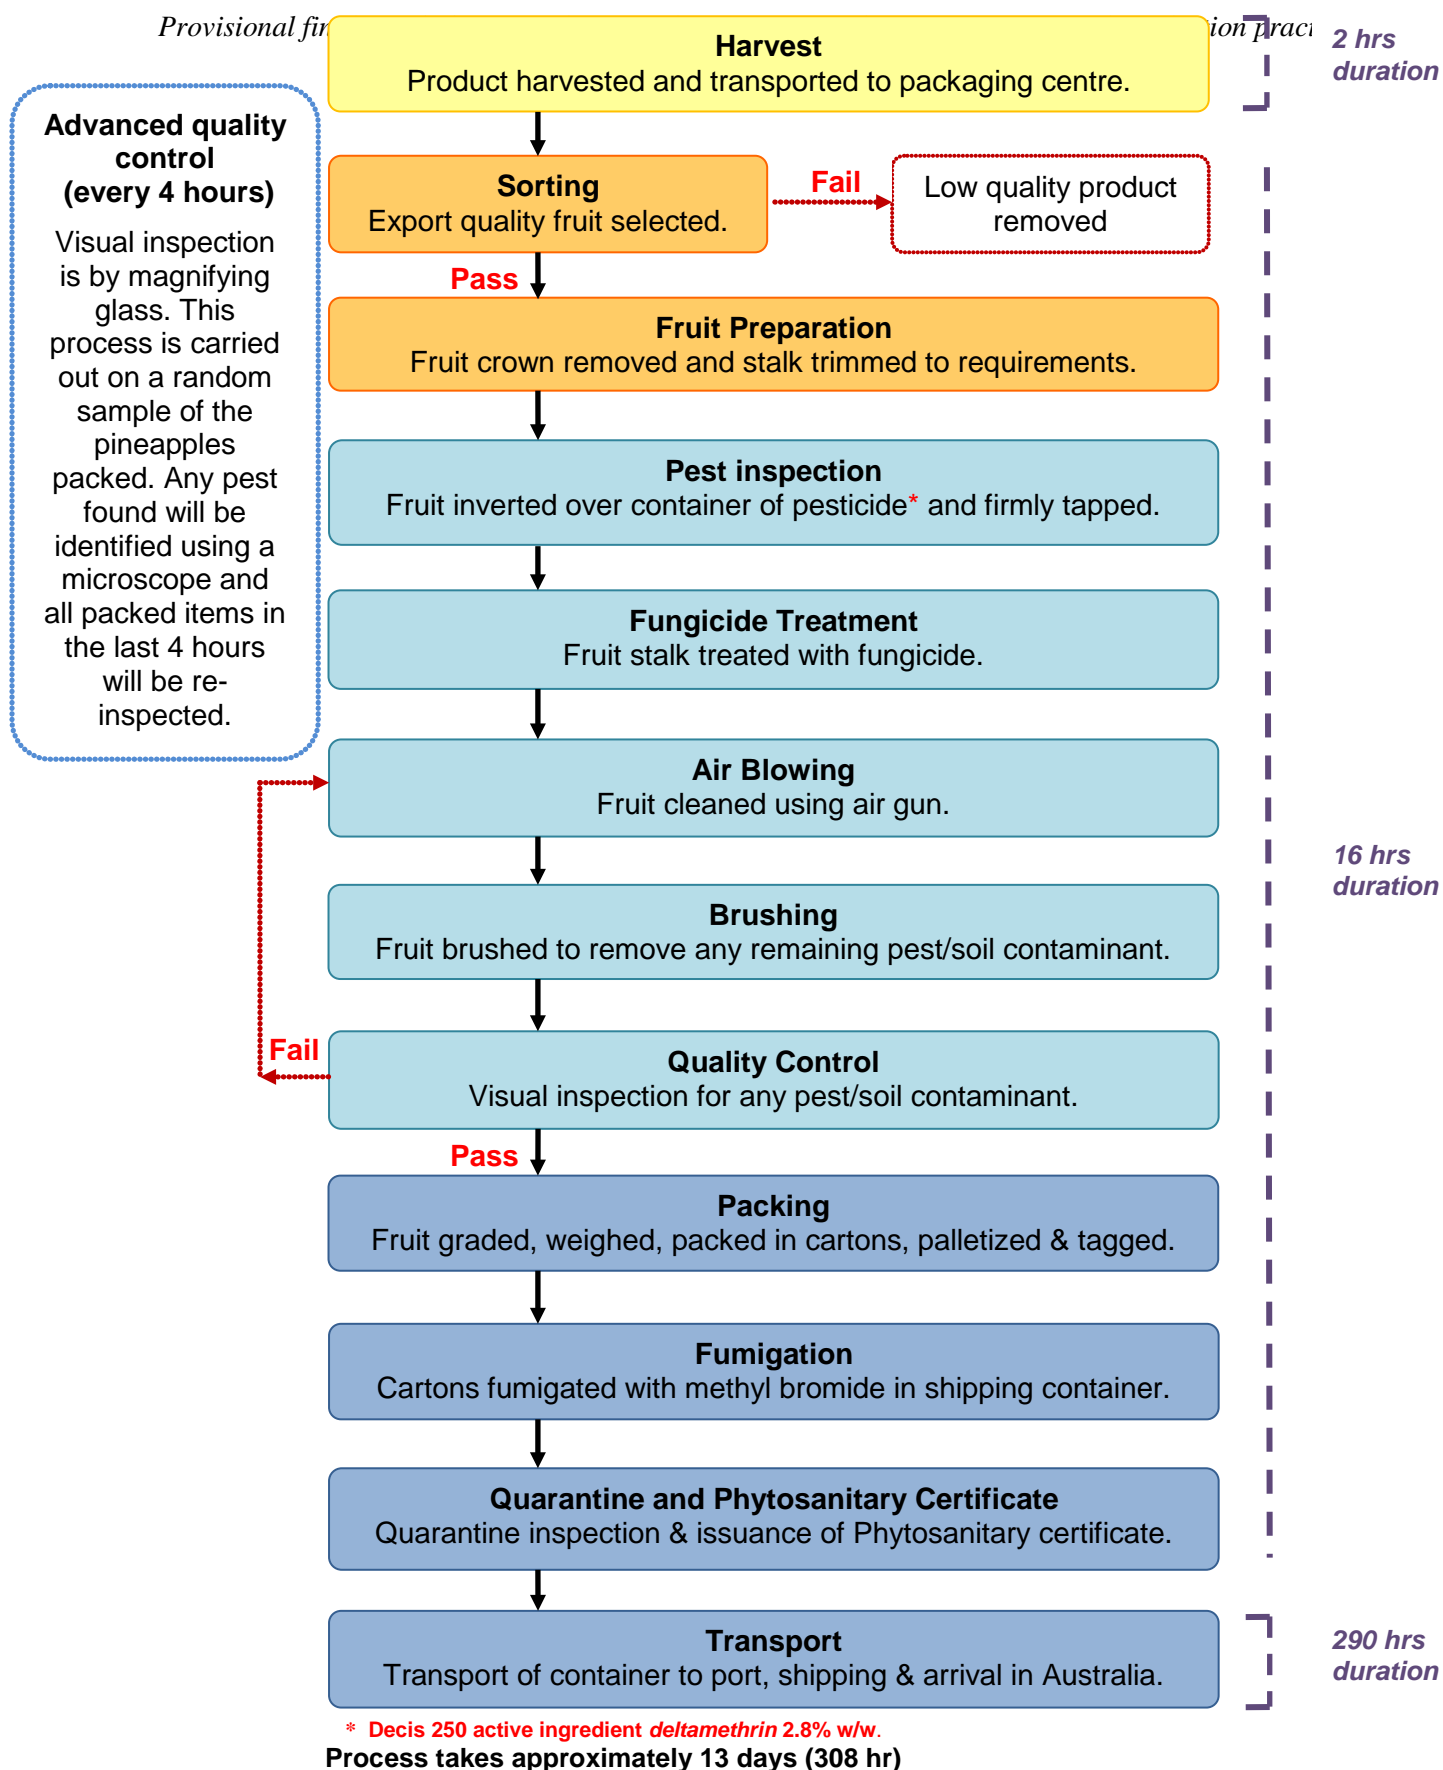 Provisional fin
ion pract
Harvest
Product harvested and transported to packaging centre.
2 hrs
duration
Advanced quality
control
(every 4 hours)
Visual inspection
is by magnifying
glass. This
process is carried
out on a random
sample of the
pineapples
packed. Any pest
found will be
identified using a
microscope and
all packed items in
the last 4 hours
will be re-
inspected.
Sorting
Export quality fruit selected.
Fail
Low quality product
removed
Pass
Fruit Preparation
Fruit crown removed and stalk trimmed to requirements.
Pest inspection
Fruit inverted over container of pesticide* and firmly tapped.
Fungicide Treatment
Fruit stalk treated with fungicide.
Air Blowing
Fruit cleaned using air gun.
16 hrs
duration
Brushing
Fruit brushed to remove any remaining pest/soil contaminant.
Fail
Quality Control
Visual inspection for any pest/soil contaminant.
Pass
Packing
Fruit graded, weighed, packed in cartons, palletized & tagged.
Fumigation
Cartons fumigated with methyl bromide in shipping container.
Quarantine and Phytosanitary Certificate
Quarantine inspection & issuance of Phytosanitary certificate.
Transport
Transport of container to port, shipping & arrival in Australia.
290 hrs
duration
* Decis 250 active ingredient deltamethrin 2.8% w/w.
Process takes approximately 13 days (308 hr)